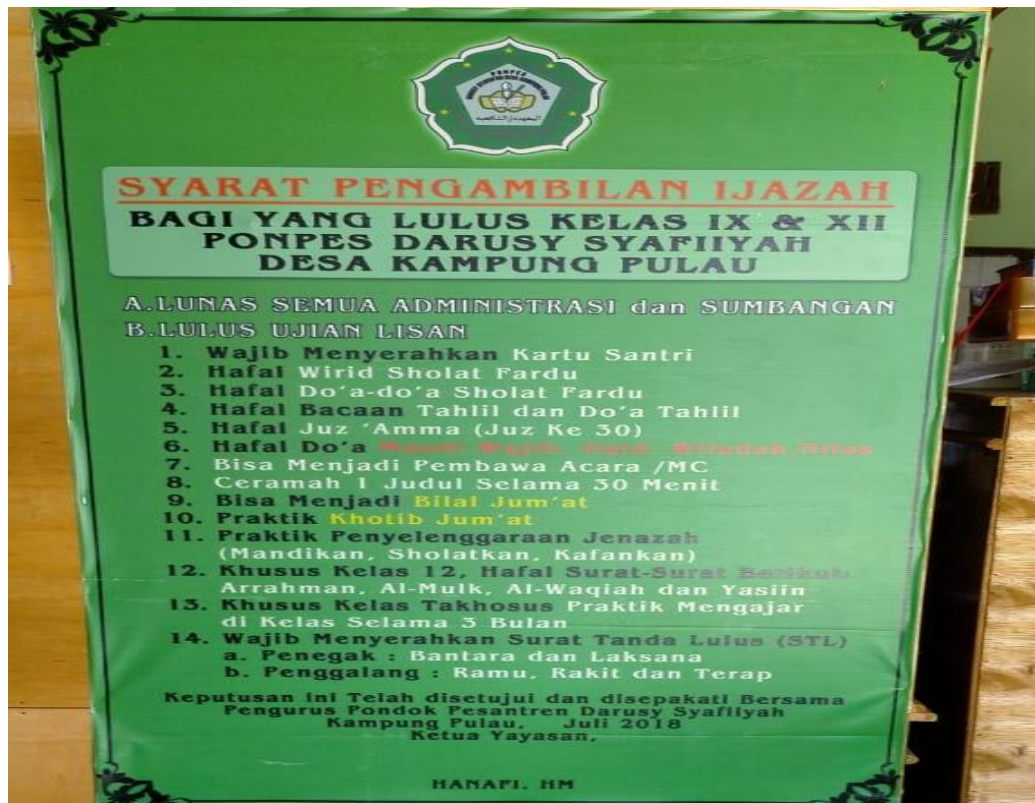 PONPES
SYARAT PENGAMBILAN IJAZAH
BAGI YANG LULUS KELAS IX & XII
PONPES DARUSY SYAFIIYAH
DESA KAMPUNG PULAU
A.LUNAS SEMUA ADMINISTRASI dan SUMBANGAN
B.LULUS UJIAN LISAN
1. Wajib Menyerahkan Kartu Santri
2. Hafal Wirid Sholat Fardu
3. Hafal Do'a-do'a Sholat Fardu
4. Hafal Bacaan Tahlil dan Do'a Tahlil
5. Hafal Juz 'Amma (Juz Ke 30)
6. Hafal Do'a Mandi Wajib, Haid, Wiladah Nifas
7. Bisa Menjadi Pembawa Acara /MC
8. Ceramah 1 Judul Selama 30 Menit
9. Bisa Menjadi Bilal Jum'at
10. Praktik Khotib Jum'at
11. Praktik Penyelenggaraan Jenazah
(Mandikan, Sholatkan, Kafankan)
12. Khusus Kelas 12, Hafal Surat-Surat Berikut:
Arrahman, Al-Mulk, Al-Waqiah dan Yasiin
13. Khusus Kelas Takhosus Praktik Mengajar
di Kelas Selama 3 Bulan
14. Wajib Menyerahkan Surat Tanda Lulus (STL)
a. Penegak : Bantara dan Laksana
b. Penggalang : Ramu, Rakit dan Terap
Keputusan Ini Telah disetujui dan disepakati Bersama
Pengurus Pondok Pesantren Darusy Syafiiyah
Kampung Pulau, Juli 2018
Ketua Yayasan,
HANAFI. HM